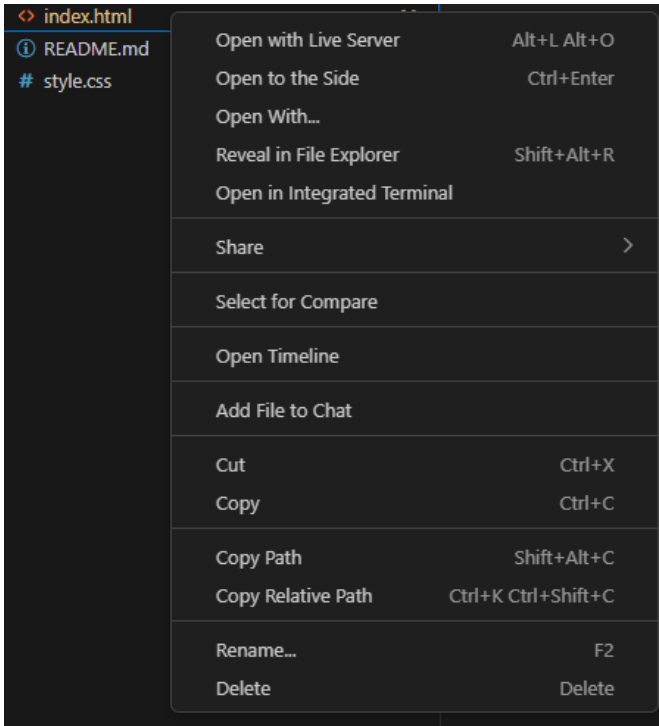 index.html
README.md
style.css
Open with Live Server Alt+L Alt+O
Open to the Side Ctrl+Enter
Open With...
Reveal in File Explorer Shift+Alt+R
Open in Integrated Terminal
Share
Select for Compare
Open Timeline
Add File to Chat
Cut Ctrl+X
Copy Ctrl+C
Copy Path Shift+Alt+C
Copy Relative Path Ctrl+K Ctrl+Shift+C
Rename... F2
Delete Delete